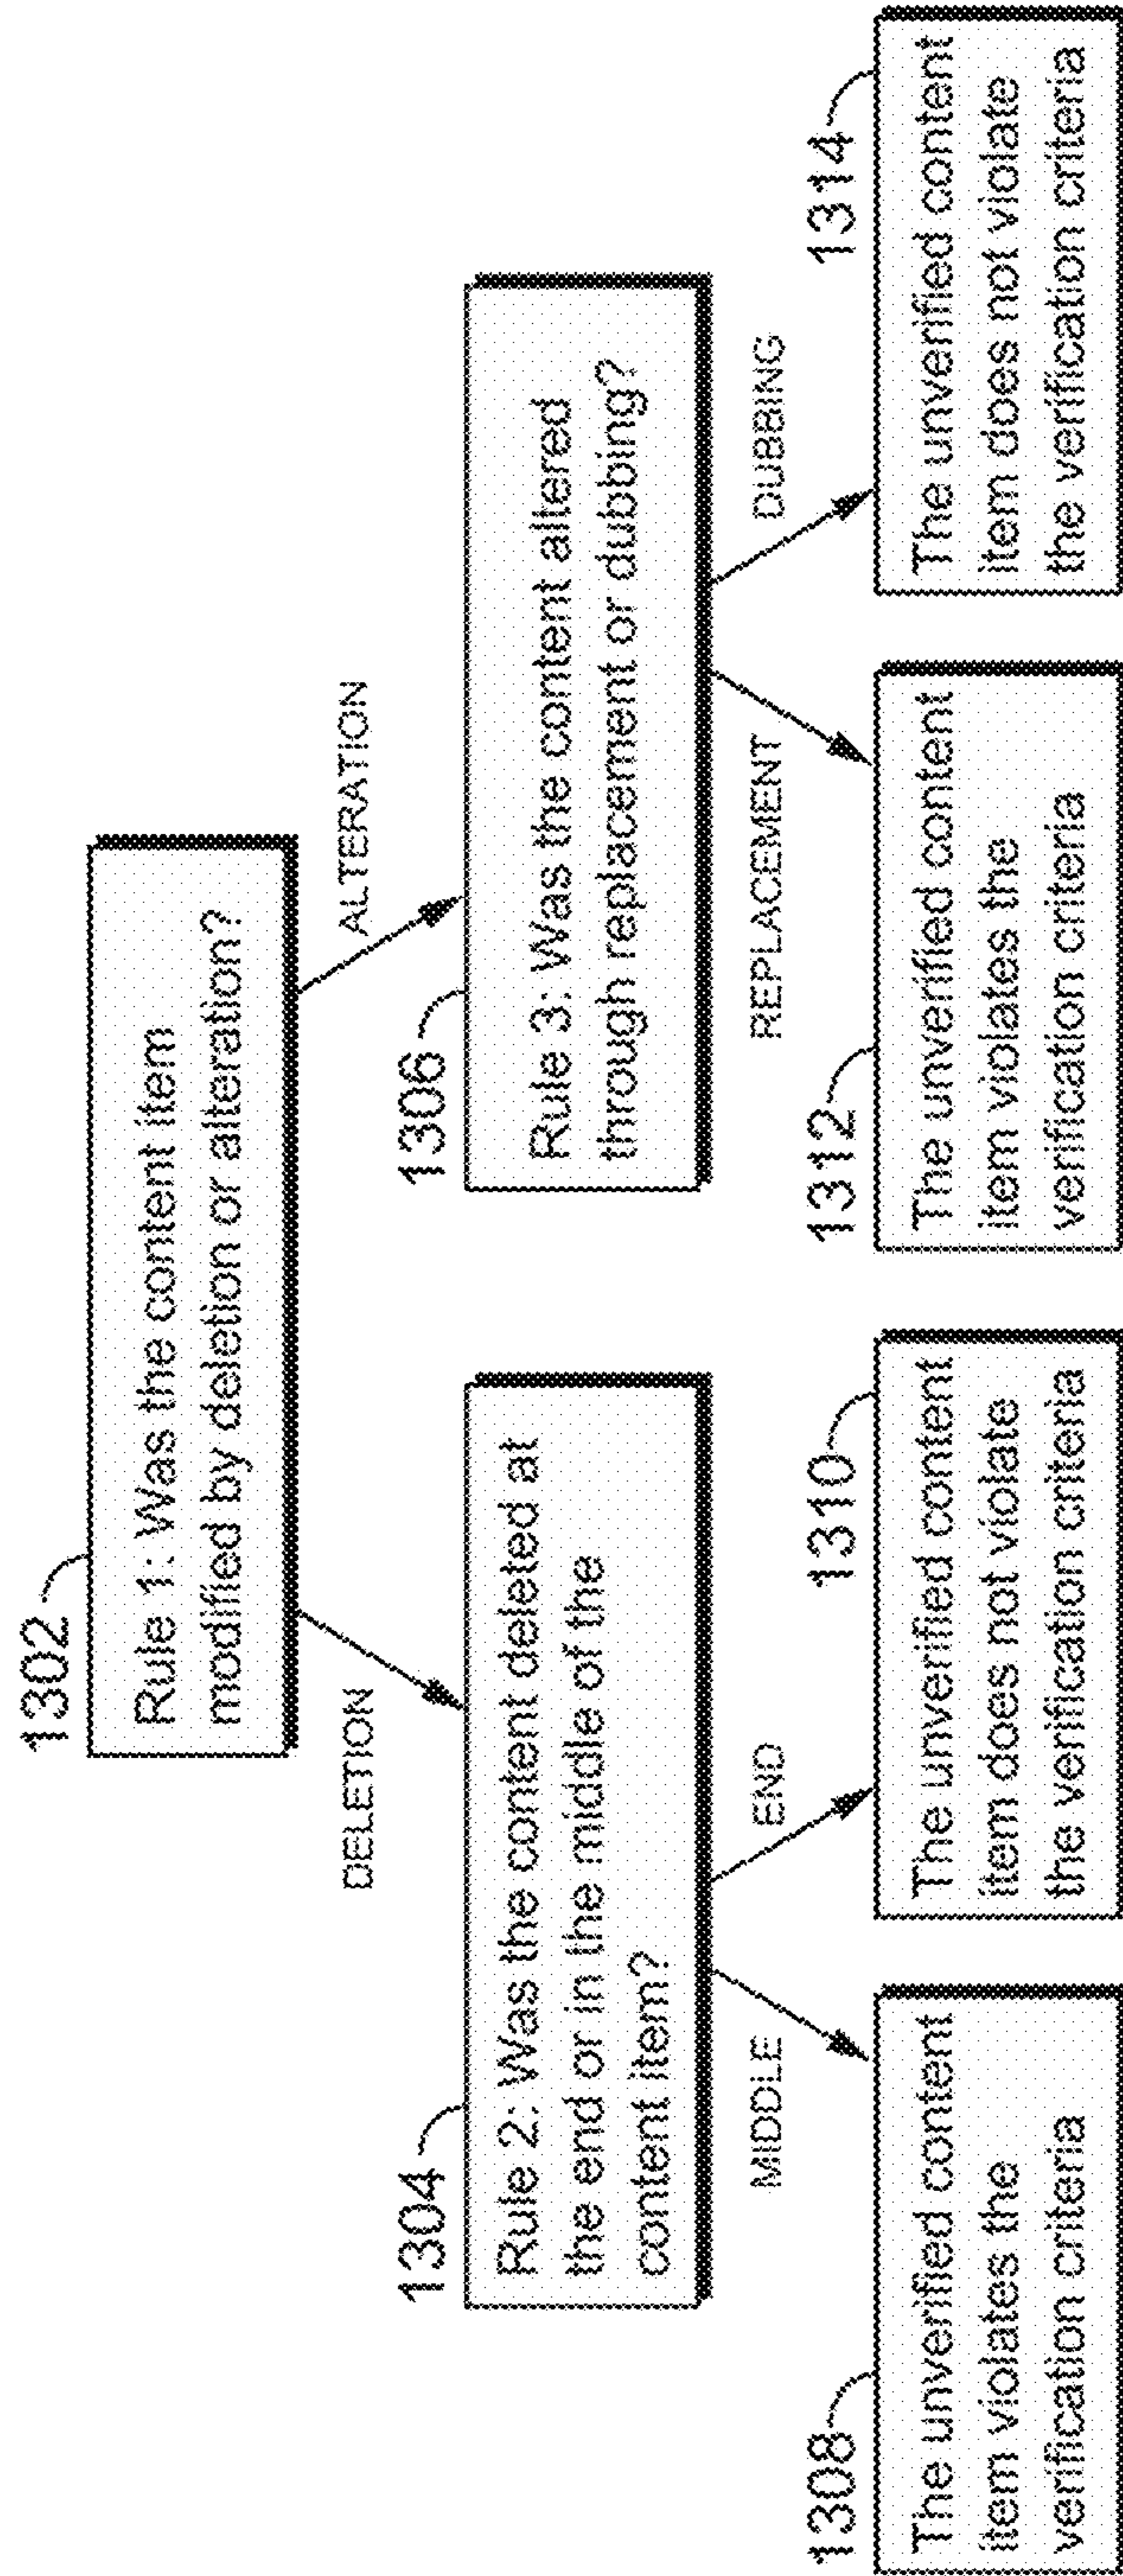 1302
Rule 1: Was the content item
modified by deletion or alteration?
DELETION
ALTERATION
1304
Rule 2: Was the content deleted at
the end or in the middle of the
content item?
1306
Rule 3: Was the content altered
through replacement or dubbing?
MIDDLE
END
REPLACEMENT
DUBBING
1308
The unverified content
item violates the
verification criteria
1310
The unverified content
item does not violate
the verification criteria
1312
The unverified content
item violates the
verification criteria
1314
The unverified content
item does not violate
the verification criteria